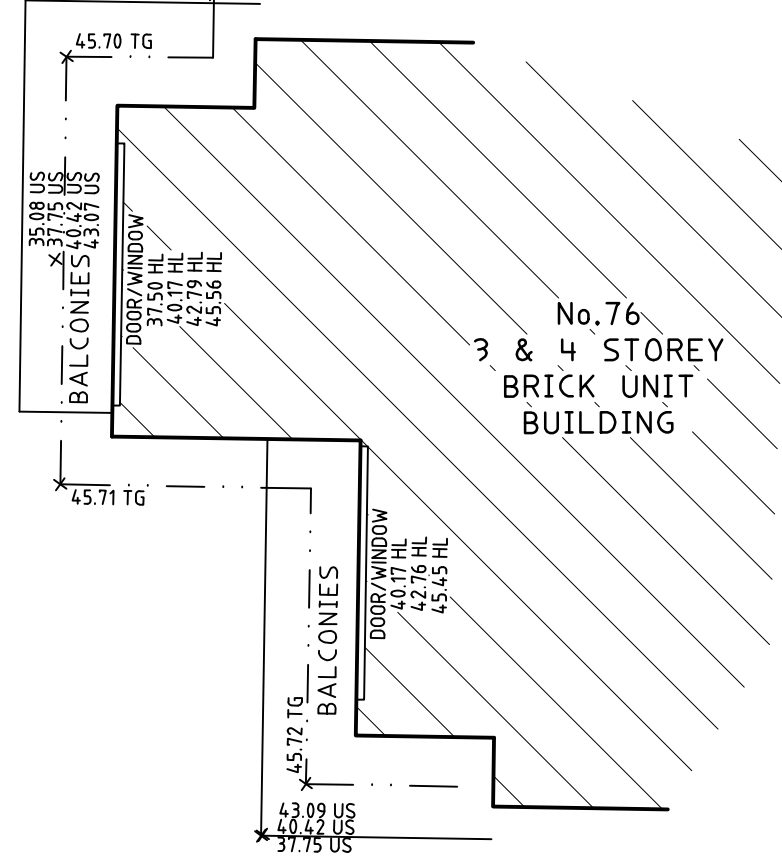 45.70 TG
35.08 US
37.75 US
40.42 US
43.07 US
BALCONIES
DOOR/WINDOW
37.50 HL
40.17 HL
42.79 HL
45.56 HL
No.76
3 & 4 STOREY
BRICK UNIT
BUILDING
45.71 TG
DOOR/WINDOW
40.17 HL
42.76 HL
45.45 HL
BALCONIES
45.72 TG
43.09 US
40.42 US
37.75 US